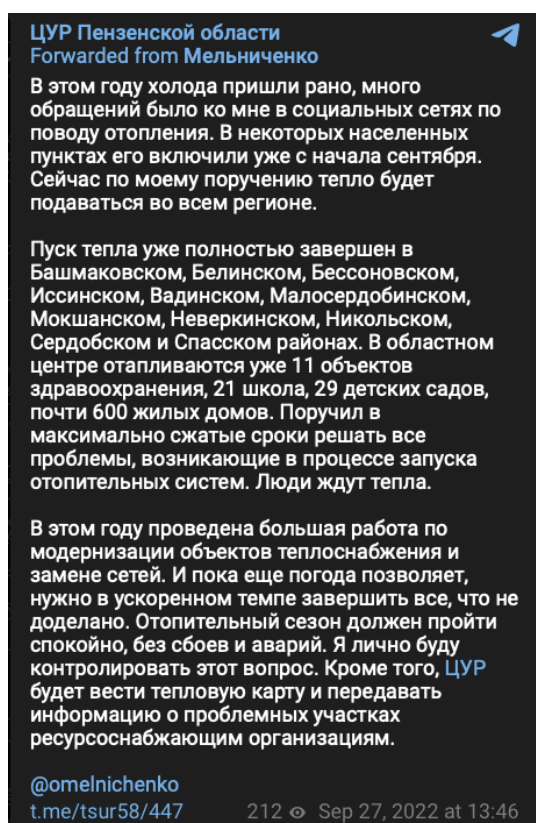 ЦУР Пензенской области
Forwarded from Мельниченко
В этом году холода пришли рано, много
обращений было ко мне в социальных сетях по
поводу отопления. В некоторых населенных
пунктах его включили уже с начала сентября.
Сейчас по моему поручению тепло будет
подаваться во всем регионе.
Пуск тепла уже полностью завершен в
Башмаковском, Белинском, Бессоновском,
Иссинском, Вадинском, Малосердобинском,
Мокшанском, Неверкинском, Никольском,
Сердобском и Спасском районах. В областном
центре отапливаются уже 11 объектов
здравоохранения, 21 школа, 29 детских садов,
почти 600 жилых домов. Поручил в
максимально сжатые сроки решать все
проблемы, возникающие в процессе запуска
отопительных систем. Люди ждут тепла.
В этом году проведена большая работа по
модернизации объектов теплоснабжения и
замене сетей. И пока еще погода позволяет,
нужно в ускоренном темпе завершить все, что не
доделано. Отопительный сезон должен пройти
спокойно, без сбоев и аварий. Я лично буду
контролировать этот вопрос. Кроме того, ЦУР
будет вести тепловую карту и передавать
информацию о проблемных участках
ресурсоснабжающим организациям.
@omelnichenko
t.me/tsur58/447 212 Sep 27, 2022 at 13:46